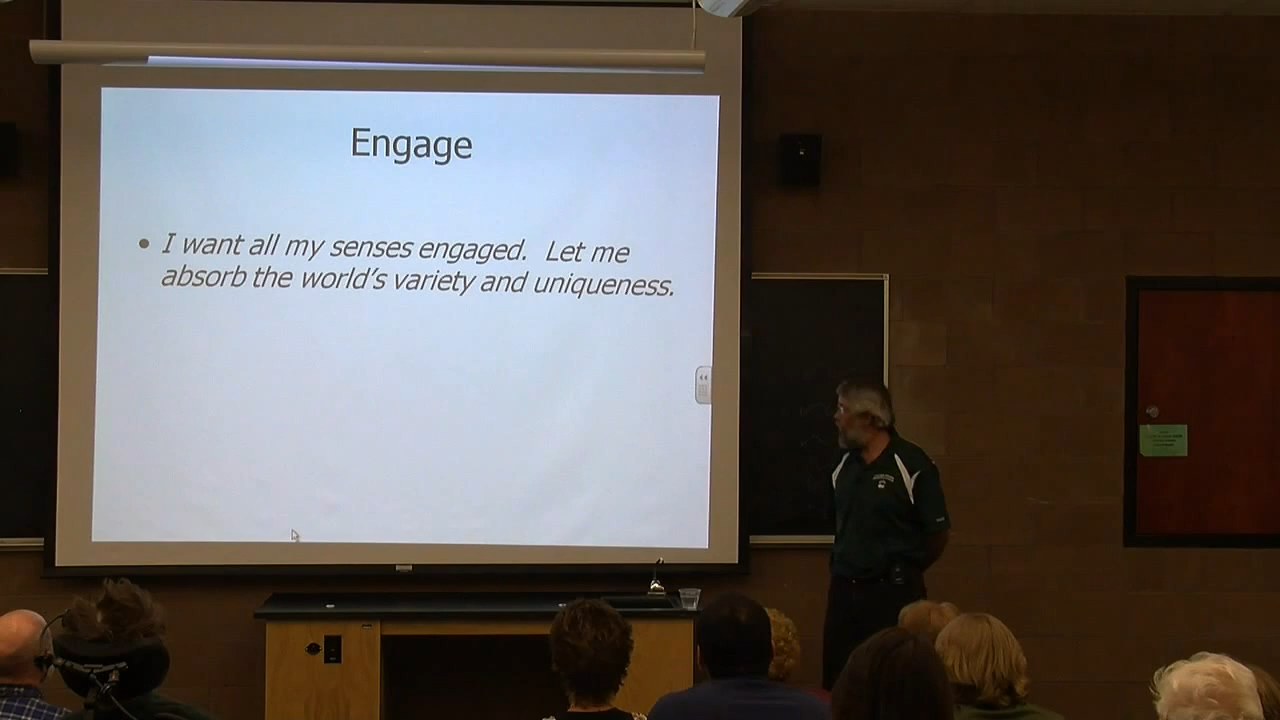 Engage
• I want all my senses engaged. Let me
absorb the world's variety and uniqueness.